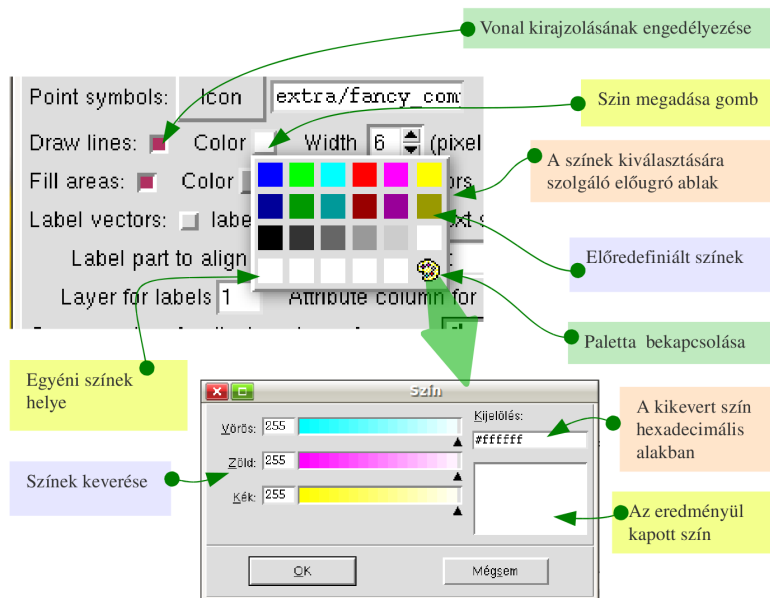 Vonal kirajzolásának engedélyezése
Point symbols: Icon extra/fancy_com
Szin megadása gomb
Draw lines: Color Width 6 (pixel
A színek kiválasztására
szolgáló előugró ablak
Fill areas: Color
Label vectors: labe
Előredefiniált színek
Label part to align
Layer for labels 1 Attribute column for
Paletta bekapcsolása
Egyéni színek
helye
Szín
Kijelölés:
Vörös: 255
#ffffff
A kikevert szín
hexadecimális
alakban
Zöld: 255
Színek keverése
Kék: 255
Az eredményül
kapott szín
OK Mégsem